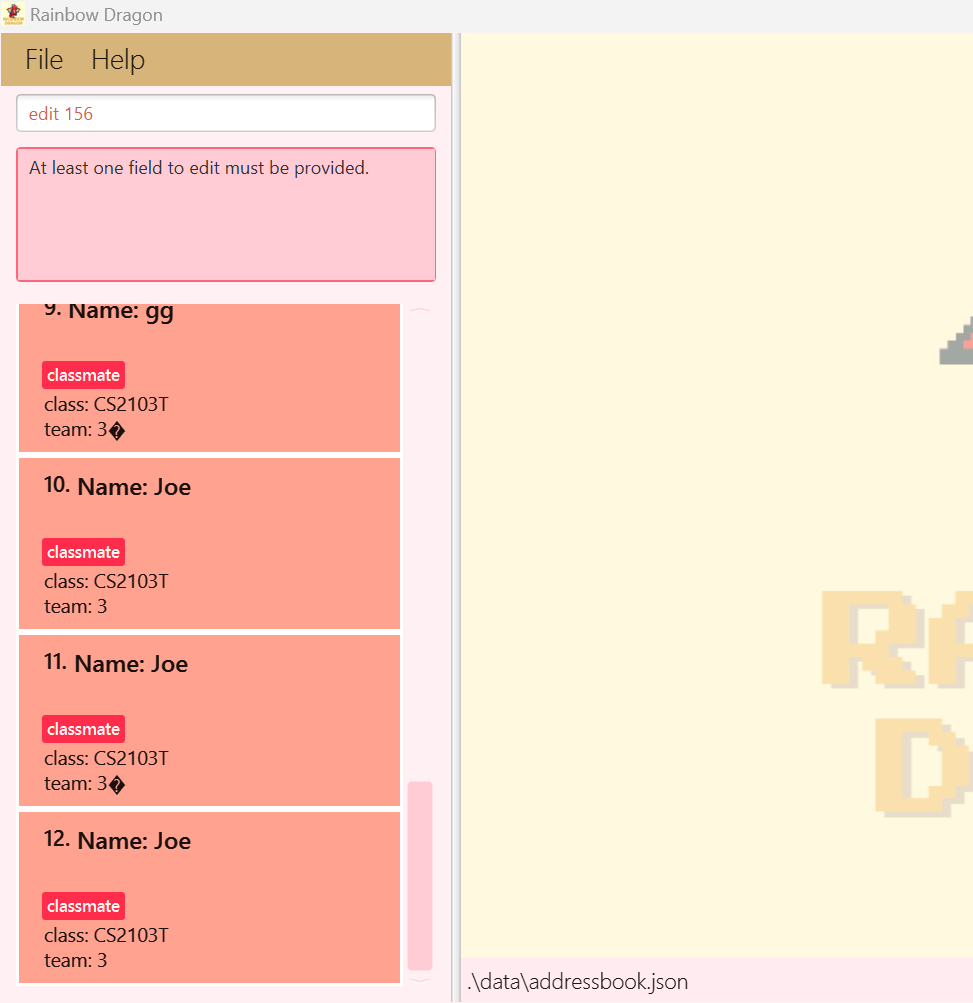 Rainbow Dragon
File Help
edit 156
At least one field to edit must be provided.
9. Name: gg
classmate
class: CS2103T
team: 3�
10. Name: Joe
classmate
class: CS2103T
team: 3
11. Name: Joe
classmate
class: CS2103T
team: 3�
12. Name: Joe
classmate
class: CS2103T
team: 3
RA
D
.\data\addressbook.json